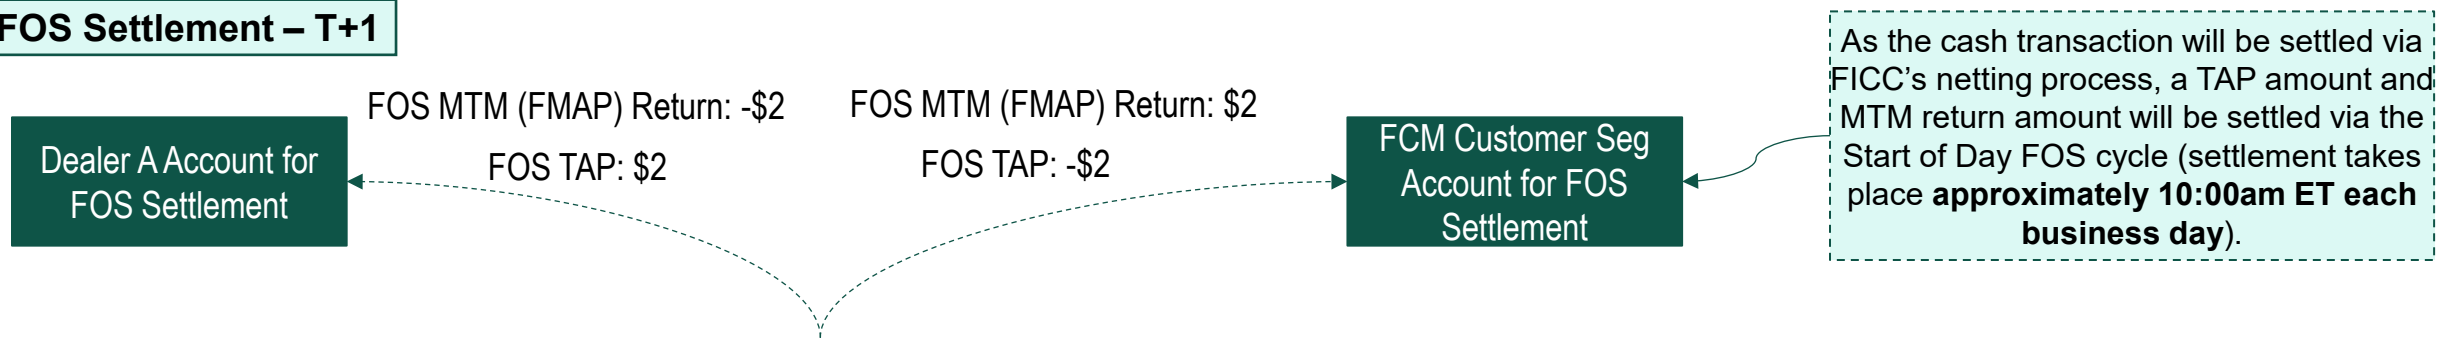 FOS Settlement – T+1
FOS MTM (FMAP) Return: -$2
FOS TAP: $2
FOS MTM (FMAP) Return: $2
FOS TAP: -$2
Dealer A Account for
FOS Settlement
FCM Customer Seg
Account for FOS
Settlement
As the cash transaction will be settled via
FICC’s netting process, a TAP amount and
MTM return amount will be settled via the
Start of Day FOS cycle (settlement takes
place approximately 10:00am ET each
business day).